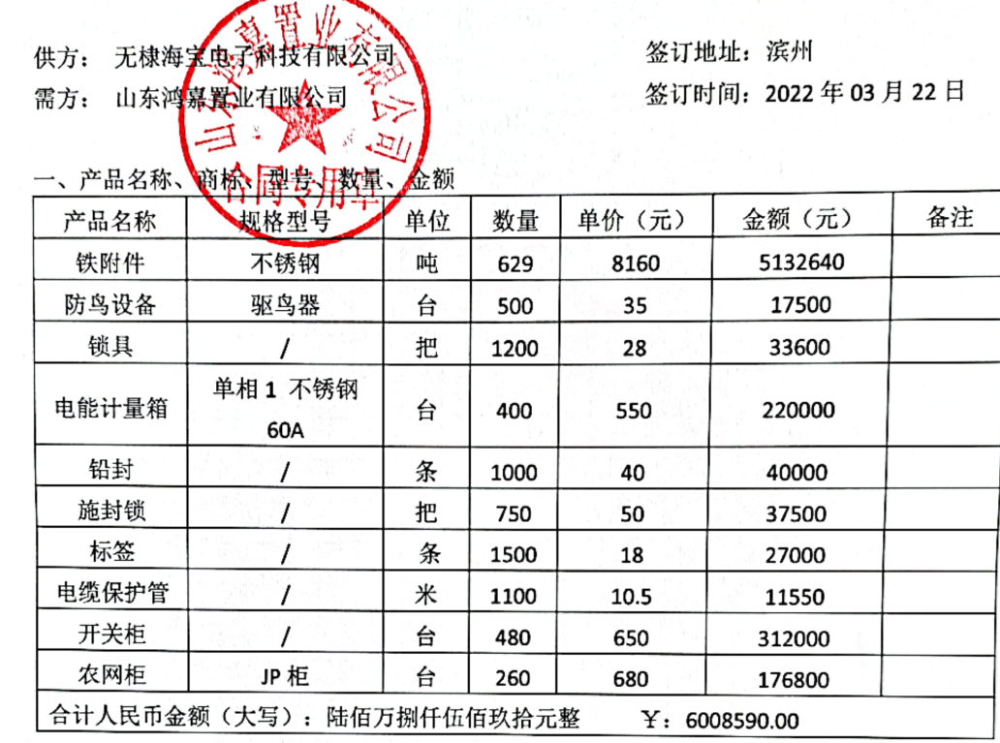 供方： 无棣海宝电子科技有限公司 签订地址：滨州
需方： 山东鸿嘉置业有限公司 签订时间：2022 年 03 月 22 日
山东鸿嘉置业有限公司
合同专用章
一、产品名称、商标、型号、数量、金额
产品名称 规格型号 单位 数量 单价（元） 金额（元） 备注
铁附件 不锈钢 吨 629 8160 5132640
防鸟设备 驱鸟器 台 500 35 17500
锁具 / 把 1200 28 33600
电能计量箱 单相 1 不锈钢 60A 台 400 550 220000
铅封 / 条 1000 40 40000
施封锁 / 把 750 50 37500
标签 / 条 1500 18 27000
电缆保护管 / 米 1100 10.5 11550
开关柜 / 台 480 650 312000
农网柜 JP 柜 台 260 680 176800
合计人民币金额（大写）：陆佰万捌仟伍佰玖拾元整 ￥：6008590.00